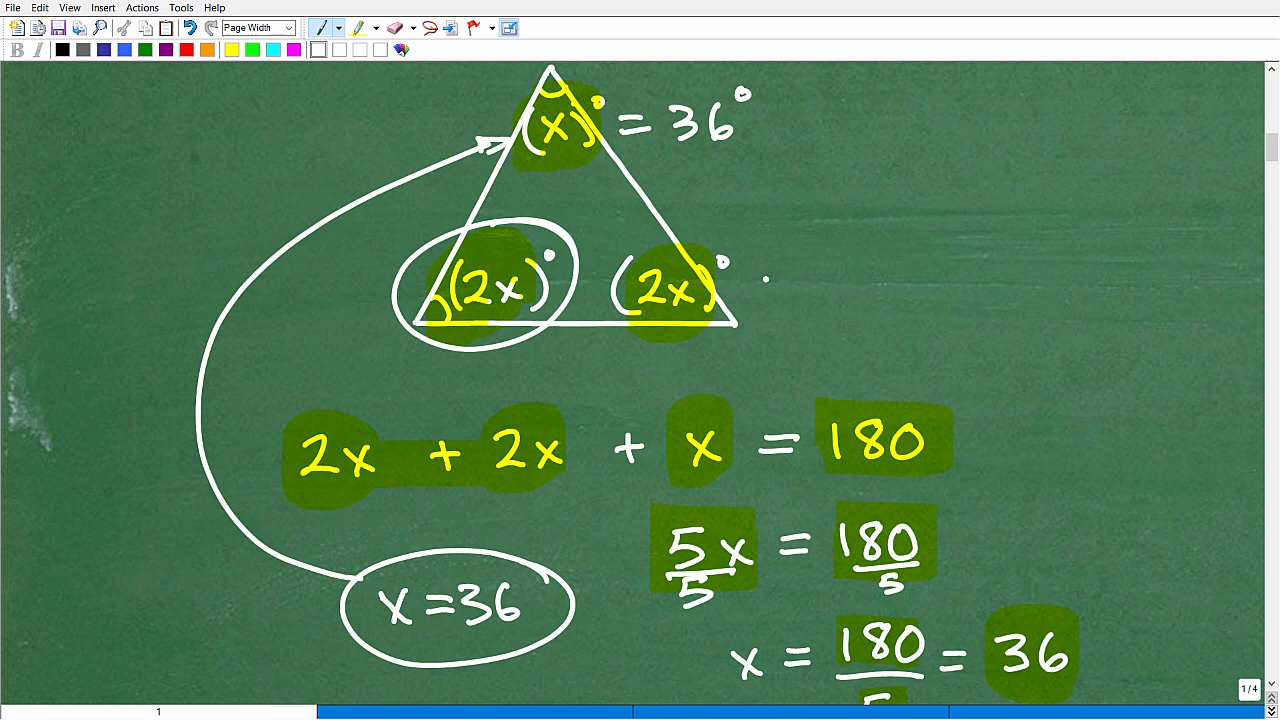 File Edit View Insert Actions Tools Help
Page Width
B I
(x)° = 36°
(2x)° (2x)°
2x + 2x + x = 180
5x/5 = 180/5
x=36
x = 180/5 = 36
1/4
1